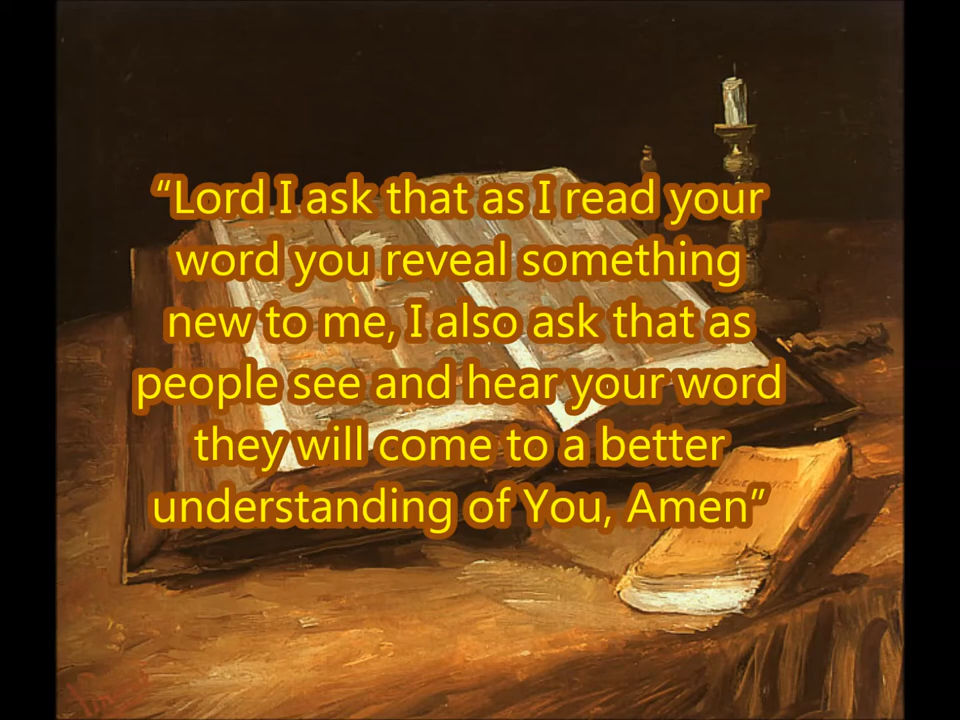 “Lord I ask that as I read your
word you reveal something
new to me, I also ask that as
people see and hear your word
they will come to a better
understanding of You, Amen”